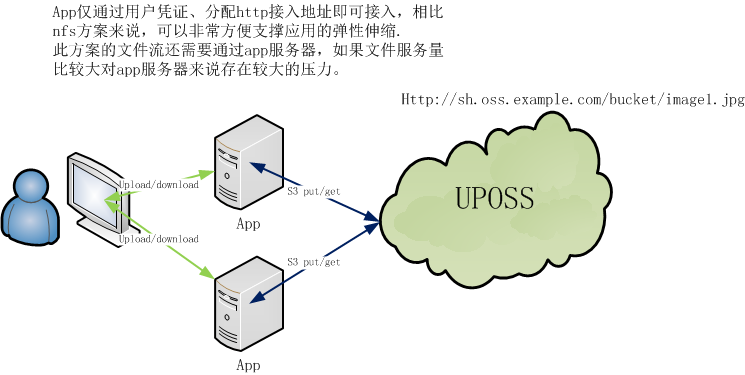 App仅通过用户凭证、分配http接入地址即可接入，相比
nfs方案来说，可以非常方便支撑应用的弹性伸缩.
此方案的文件流还需要通过app服务器，如果文件服务量
比较大对app服务器来说存在较大的压力。
Http://sh.oss.example.com/bucket/image1.jpg
Upload/download
S3 put/get
UPOSS
App
Upload/download
S3 put/get
App